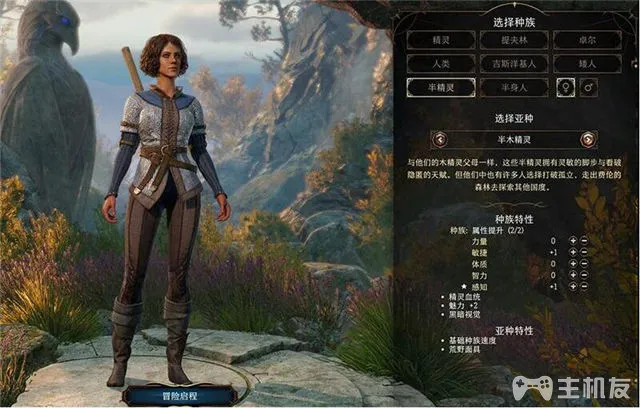 选择种族
精灵 提夫林 卓尔
人类 吉斯洋基人 矮人
半精灵 半身人
选择亚种
半木精灵
与他们的木精灵父母一样，这些半精灵拥有灵敏的脚步与看破
隐匿的天赋。但他们中也有许多人选择打破孤立，走出费伦的
森林去探索其他国度。
种族特性
种族: 属性提升 (2/2)
力量 0
敏捷 +1
体质 0
智力 0
★ 感知 +1
• 精灵血统
• 魅力 +2
• 黑暗视觉
亚种特性
• 基础种族速度
• 荒野面具
冒险启程
主机友